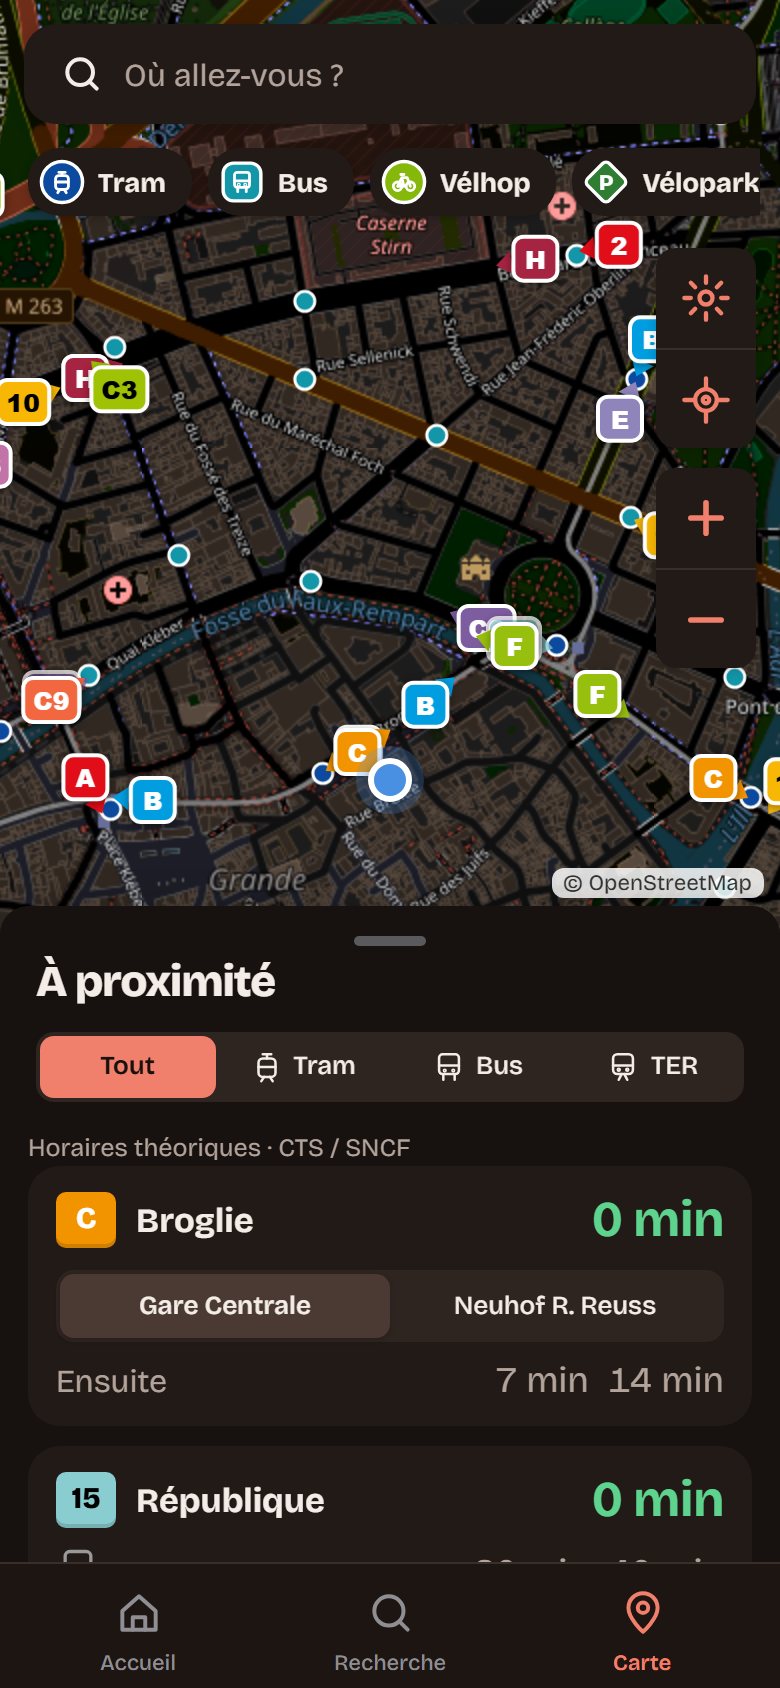 de l'Église
Où allez-vous ?
Tram
Bus
Vélhop
P
Vélopark
Caserne
Stirn
H
2
M 263
Rue Schwendi
Rue Jean-Frédéric Oberlin
Rue Sellenick
H
C3
10
E
Rue du Maréchal Foch
Rue du Fossé des Treize
Fossé du Faux-Rempart
Quai Kléber
C
F
C9
B
F
Pont
C
A
B
C
Grande
Rue du Dôme
Rue des Juifs
Place Kléber
L'Ill
© OpenStreetMap
À proximité
Tout
Tram
Bus
TER
Horaires théoriques · CTS / SNCF
C
Broglie
0 min
Gare Centrale
Neuhof R. Reuss
Ensuite
7 min 14 min
15
République
0 min
Accueil
Recherche
Carte